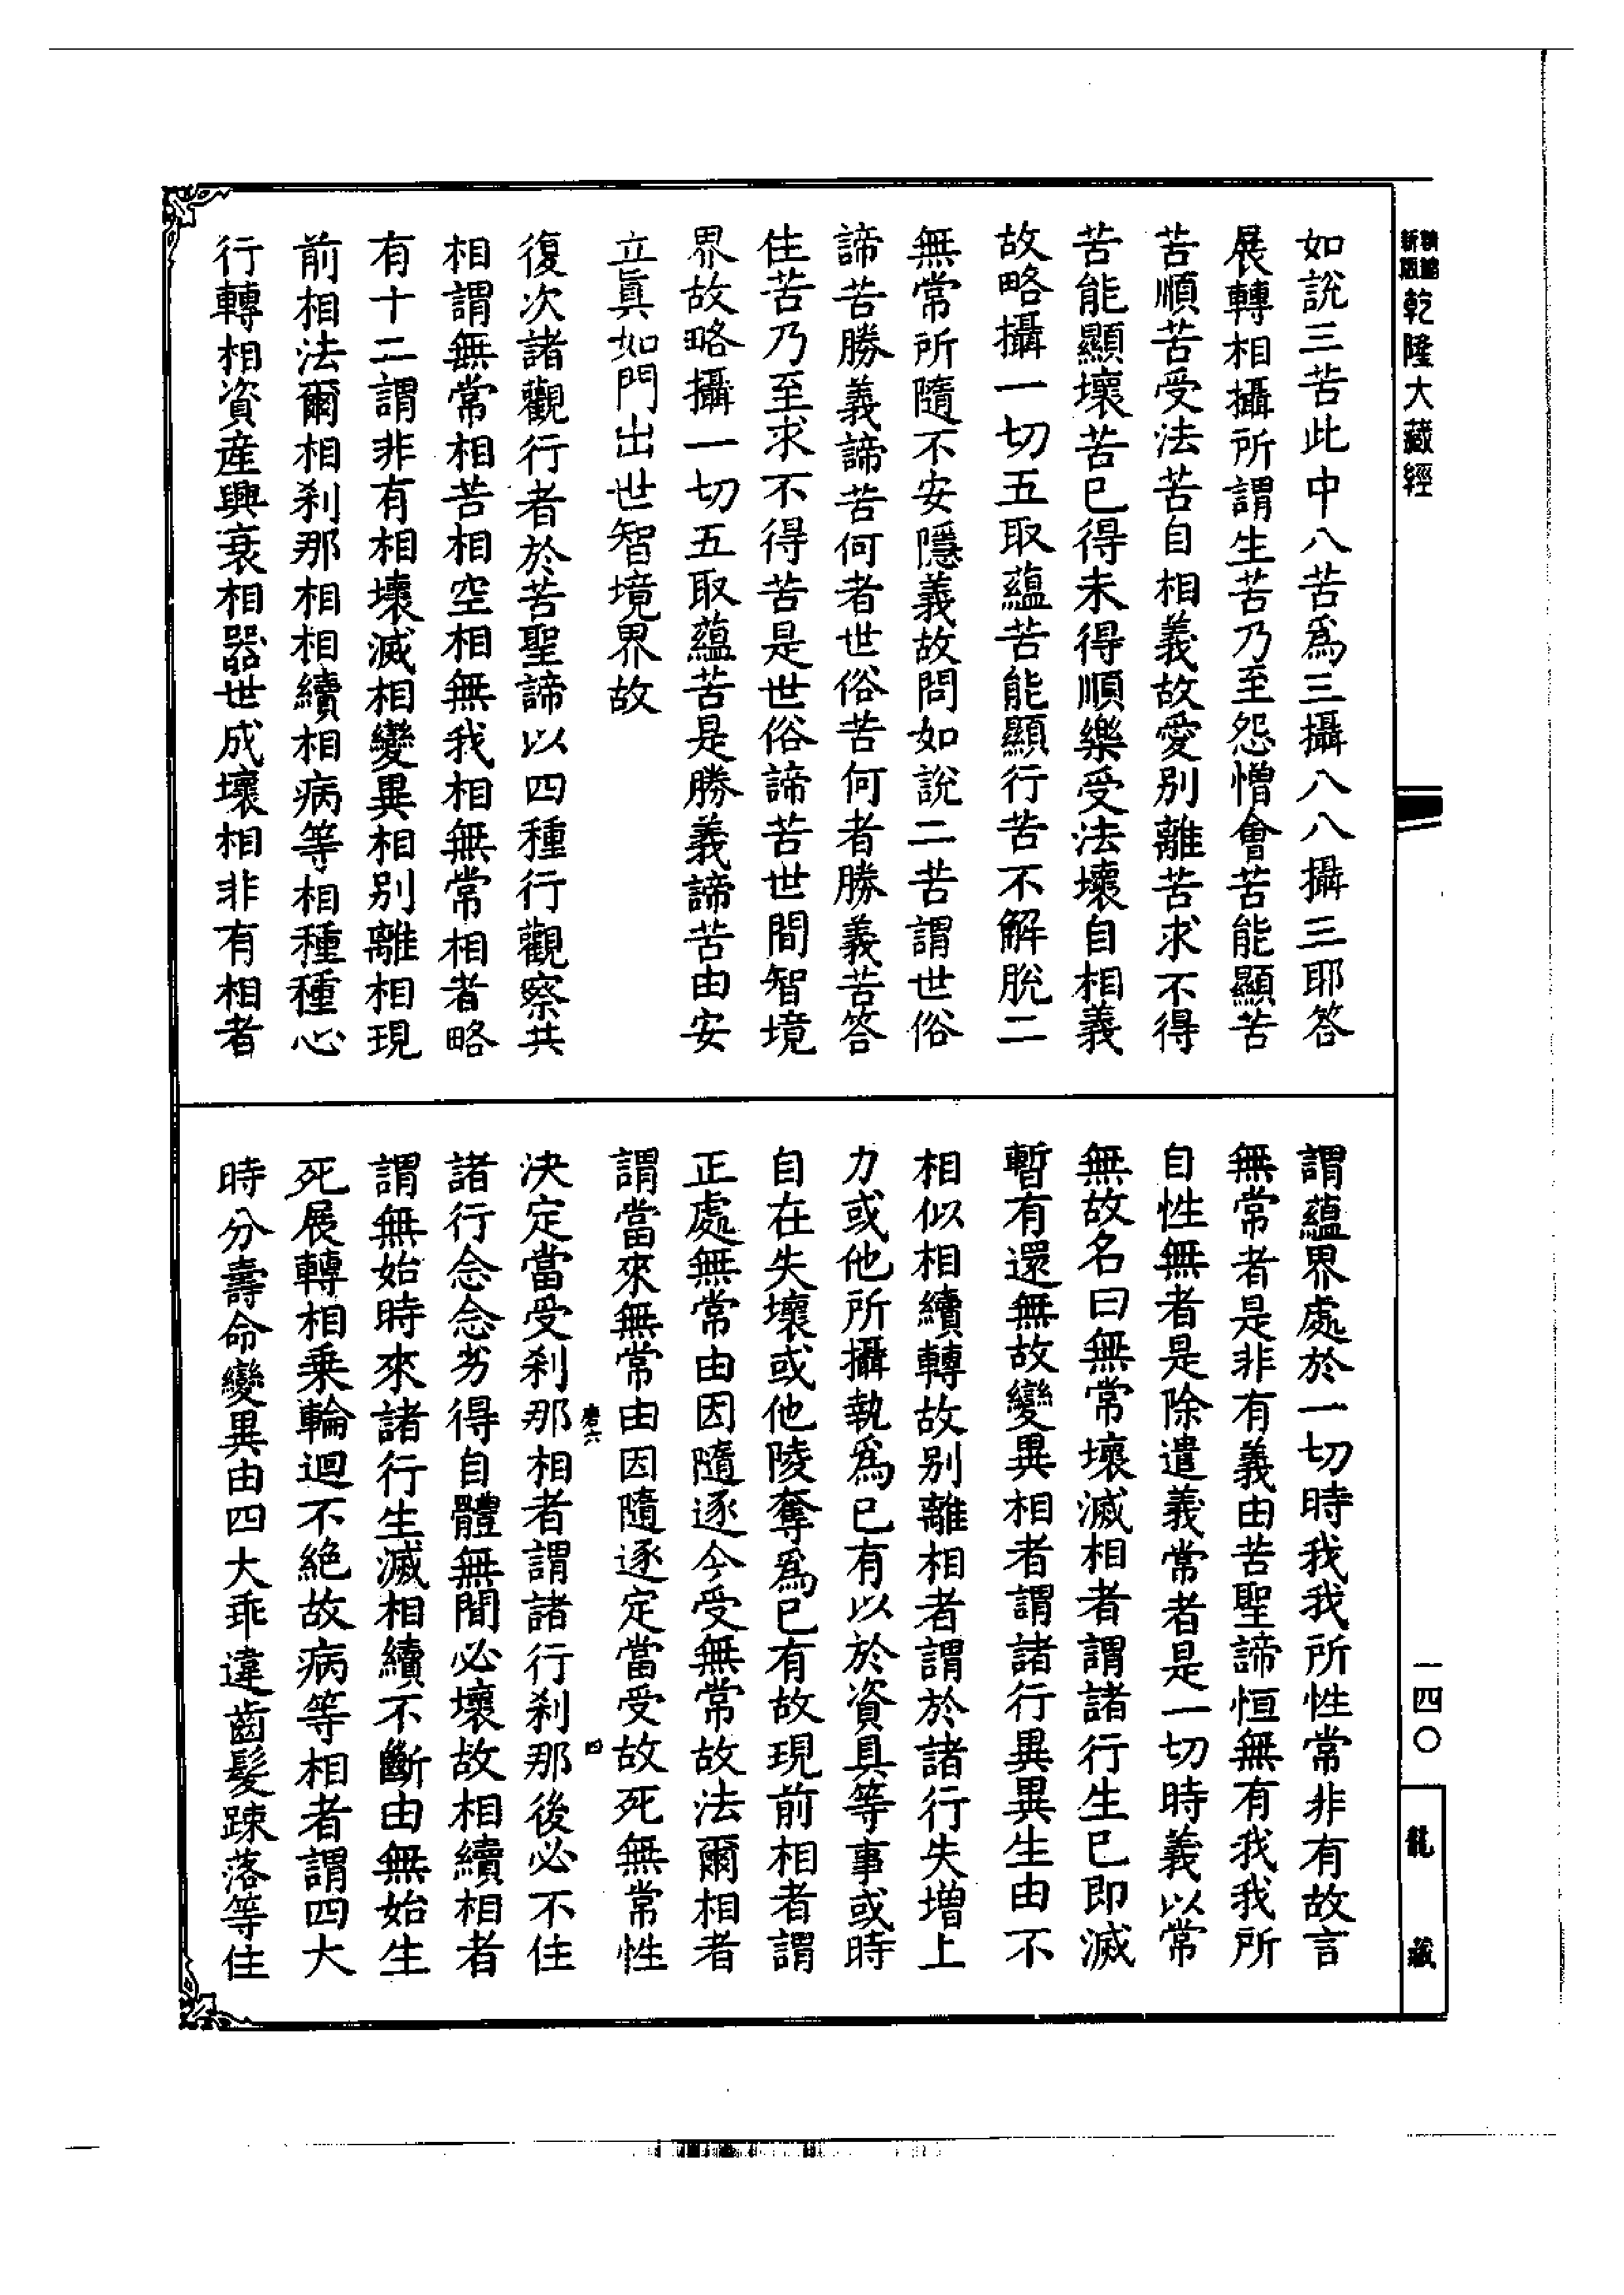 新編
新版
乾隆大藏經
如說三苦此中八苦爲三攝八八攝三耶答
展轉相攝所謂生苦乃至怨憎會苦能顯苦
苦順苦受法苦自相義故愛别離苦求不得
苦能顯壞苦已得未得順樂受法壞自相義
故略攝一切五取蘊苦能顯行苦不解脫二
無常所隨不安隱義故問如說二苦謂世俗
諦苦勝義諦苦何者世俗苦何者勝義苦答
住苦乃至求不得苦是世俗諦苦世間智境
界故略攝一切五取蘊苦是勝義諦苦由安
立眞如門出世智境界故
復次諸觀行者於苦聖諦以四種行觀察共
相謂無常相苦相空相無我相無常相者略
有十二謂非有相壞滅相變異相别離相現
前相法爾相刹那相相續相病等相種種心
行轉相資産興衰相器世成壞相非有相者
謂蘊界處於一切時我我所性常非有故言
無常者是非有義由苦聖諦恒無有我我所
自性無者是除遣義常者是一切時義以常
無故名曰無常壞滅相者謂諸行生已即滅
暫有還無故變異相者謂諸行異異生由不
相似相續轉故别離相者謂於諸行失增上
力或他所攝執爲已有以於資具等事或時
自在失壞或他陵奪爲已有故現前相者謂
正處無常由因隨逐今受無常故法爾相者
謂當來無常由因隨逐定當受故死無常性
決定當受刹那相者謂諸行刹那後必不住
諸行念念劣得自體無間必壞故相續相者
謂無始時來諸行生滅相續不斷由無始生
死展轉相乗輪迴不絶故病等相者謂四大
時分壽命變異由四大乖違齒髮踈落等住
四
一四〇
龍藏